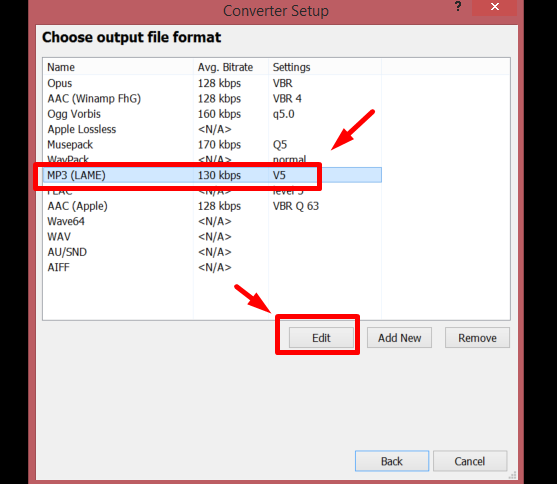 Converter Setup
?
Choose output file format
Name Avg. Bitrate Settings
Opus 128 kbps VBR
AAC (Winamp FhG) 128 kbps VBR 4
Ogg Vorbis 160 kbps q5.0
Apple Lossless <N/A>
Musepack 170 kbps Q5
WavPack <N/A> normal
MP3 (LAME) 130 kbps V5
FLAC <N/A> level 5
AAC (Apple) 128 kbps VBR Q 63
Wave64 <N/A>
WAV <N/A>
AU/SND <N/A>
AIFF <N/A>
Edit Add New Remove
Back Cancel